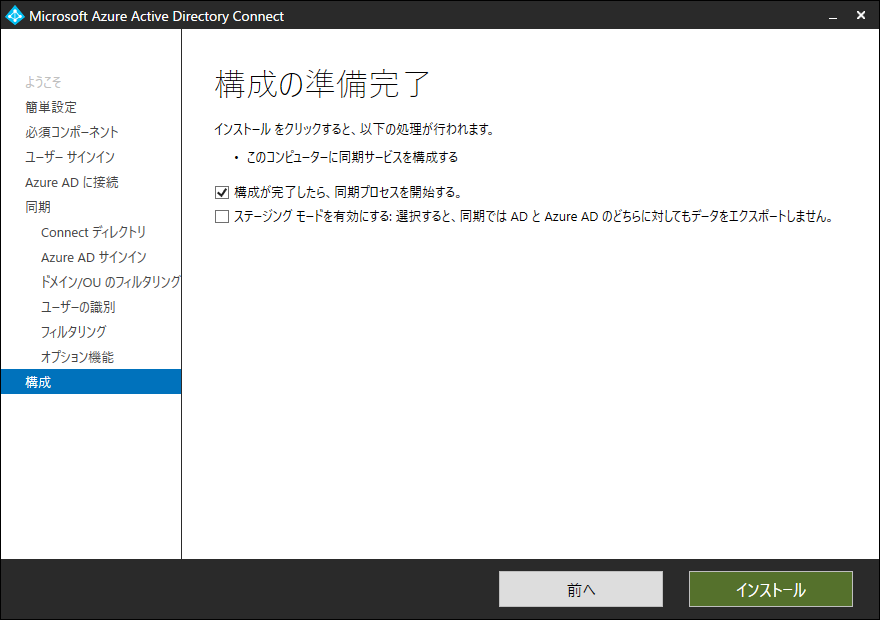 Microsoft Azure Active Directory Connect
ようこそ
簡単設定
必須コンポーネント
ユーザー サインイン
Azure AD に接続
同期
Connect ディレクトリ
Azure AD サインイン
ドメイン/OU のフィルタリング
ユーザーの識別
フィルタリング
オプション機能
構成
構成の準備完了
インストール をクリックすると、以下の処理が行われます。
• このコンピューターに同期サービスを構成する
構成が完了したら、同期プロセスを開始する。
ステージング モードを有効にする: 選択すると、同期では AD と Azure AD のどちらに対してもデータをエクスポートしません。
前へ
インストール